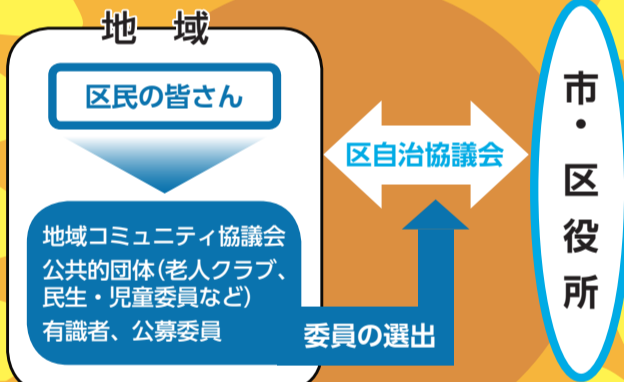 地域
区民の皆さん
地域コミュニティ協議会
公共的団体(老人クラブ、
民生・児童委員など)
有識者、公募委員
委員の選出
区自治協議会
市・区役所